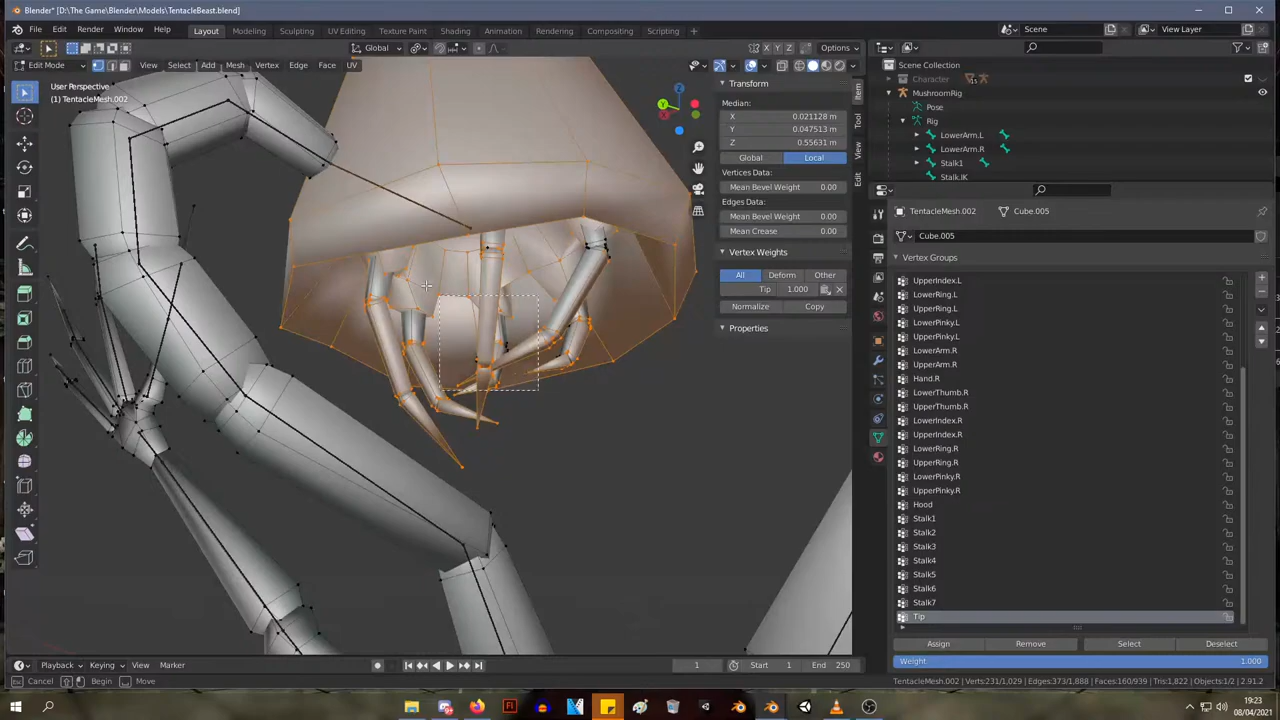 Blender* [D:\The Game\Blender\Models\TentacleBeast.blend]
File Edit Render Window Help Layout Modeling Sculpting UV Editing Texture Paint Shading Animation Rendering Compositing Scripting + Scene View Layer
Global X Y Z Options
Edit Mode View Select Add Mesh Vertex Edge Face UV
User Perspective
(1) TentacleMesh.002
Transform
Median:
X 0.021128 m
Y 0.047513 m
Z 0.55631 m
Global Local
Vertices Data:
Mean Bevel Weight 0.00
Edges Data:
Mean Bevel Weight 0.00
Mean Crease 0.00
Vertex Weights
All Deform Other
Tip 1.000
Normalize Copy
Properties
Item
Tool
View
Edit
Scene Collection
Character
MushroomRig
Pose
Rig
LowerArm.L
LowerArm.R
Stalk1
Stalk.IK
TentacleMesh.002 Cube.005
Cube.005
Vertex Groups
UpperIndex.L
LowerRing.L
UpperRing.L
LowerPinky.L
UpperPinky.L
LowerArm.R
UpperArm.R
Hand.R
LowerThumb.R
UpperThumb.R
LowerIndex.R
UpperIndex.R
LowerRing.R
UpperRing.R
LowerPinky.R
UpperPinky.R
Hood
Stalk1
Stalk2
Stalk3
Stalk4
Stalk5
Stalk6
Stalk7
Tip
Assign Remove Select Deselect
Weight 1.000
Playback Keying View Marker 1 Start 1 End 250
Cancel Begin Move TentacleMesh.002 | Verts:231/1,029 | Edges:373/1,888 | Faces:160/939 | Tris:1,822 | Objects:1/2 | 2.91.2
19:23
08/04/2021